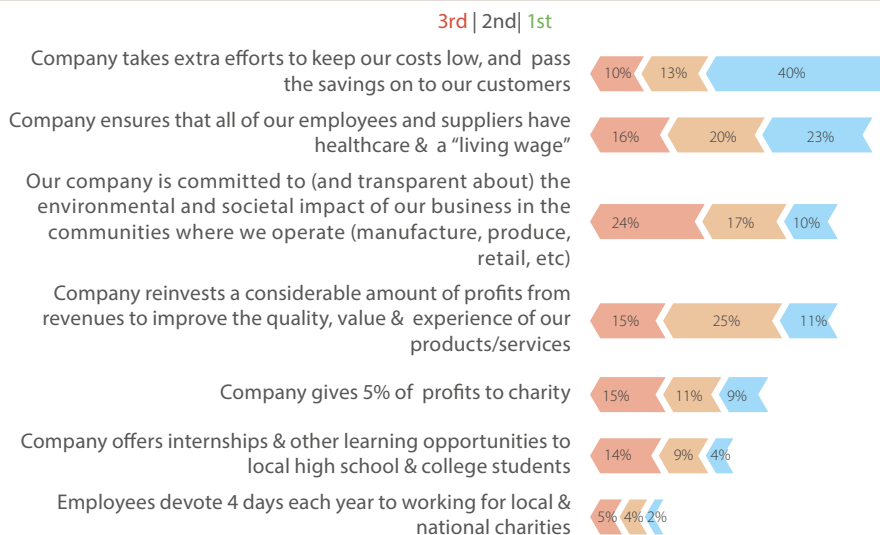 3rd | 2nd| 1st
Company takes extra efforts to keep our costs low, and pass
the savings on to our customers
10% 13% 40%
Company ensures that all of our employees and suppliers have
healthcare & a “living wage”
16% 20% 23%
Our company is committed to (and transparent about) the
environmental and societal impact of our business in the
communities where we operate (manufacture, produce,
retail, etc)
24% 17% 10%
Company reinvests a considerable amount of profits from
revenues to improve the quality, value & experience of our
products/services
15% 25% 11%
Company gives 5% of profits to charity
15% 11% 9%
Company offers internships & other learning opportunities to
local high school & college students
14% 9% 4%
Employees devote 4 days each year to working for local &
national charities
5% 4% 2%